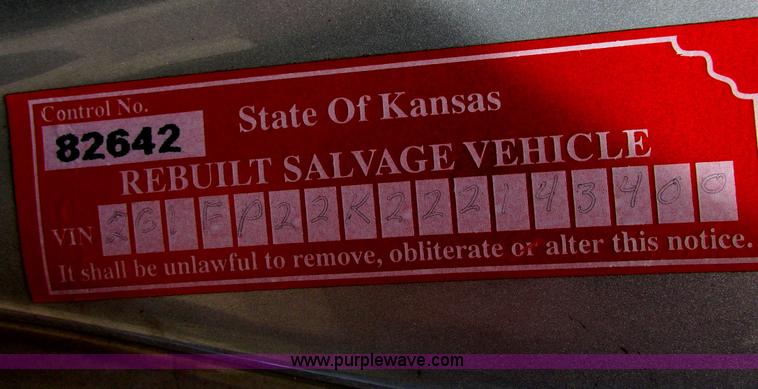 Control No.
82642
State Of Kansas
REBUILT SALVAGE VEHICLE
VIN 2G1FP22K222143400
It shall be unlawful to remove, obliterate or alter this notice.
www.purplewave.com